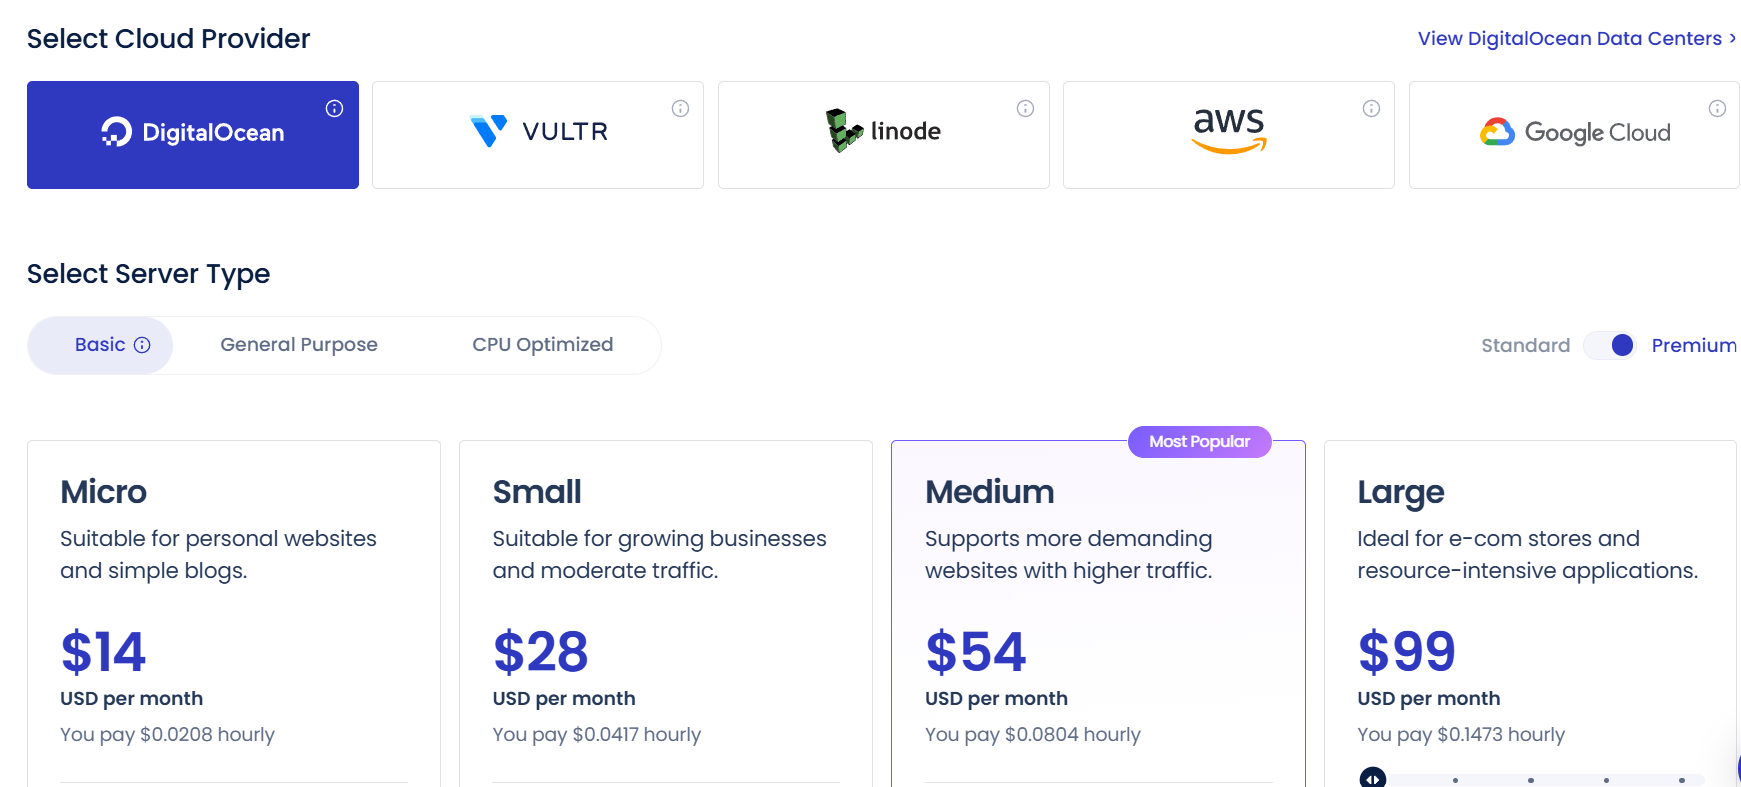 Select Cloud Provider
View DigitalOcean Data Centers >
DigitalOcean
VULTR
linode
aws
Google Cloud
Select Server Type
Basic
General Purpose
CPU Optimized
Standard
Premium
Most Popular
Micro
Suitable for personal websites
and simple blogs.
$14
USD per month
You pay $0.0208 hourly
Small
Suitable for growing businesses
and moderate traffic.
$28
USD per month
You pay $0.0417 hourly
Medium
Supports more demanding
websites with higher traffic.
$54
USD per month
You pay $0.0804 hourly
Large
Ideal for e-com stores and
resource-intensive applications.
$99
USD per month
You pay $0.1473 hourly